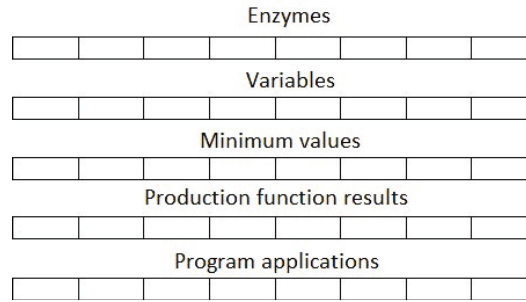 Enzymes
Variables
Minimum values
Production function results
Program applications